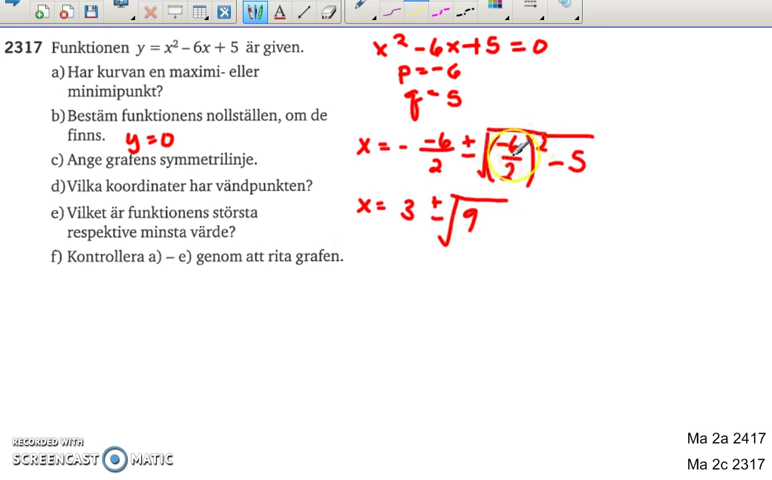 2317 Funktionen y = x² – 6x + 5 är given.
a) Har kurvan en maximi- eller
minimipunkt?
b) Bestäm funktionens nollställen, om de
finns. y = 0
c) Ange grafens symmetrilinje.
d) Vilka koordinater har vändpunkten?
e) Vilket är funktionens största
respektive minsta värde?
f) Kontrollera a) – e) genom att rita grafen.
x² - 6x + 5 = 0
p = -6
q = 5
x = - -6/2 ± √(-6/2)² - 5
x = 3 ± √9
RECORDED WITH
SCREENCAST MATIC
Ma 2a 2417
Ma 2c 2317